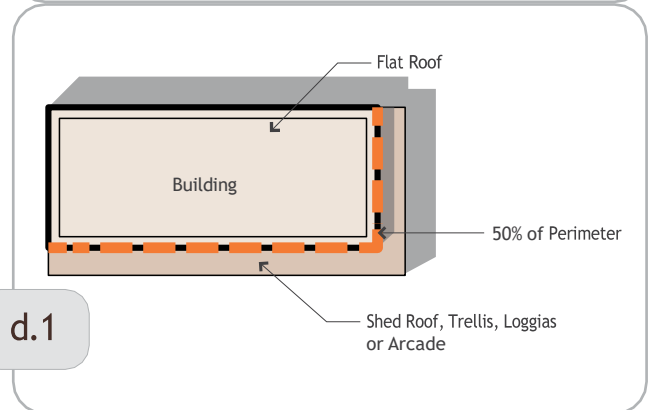 Flat Roof
Building
50% of Perimeter
Shed Roof, Trellis, Loggias
or Arcade
d.1